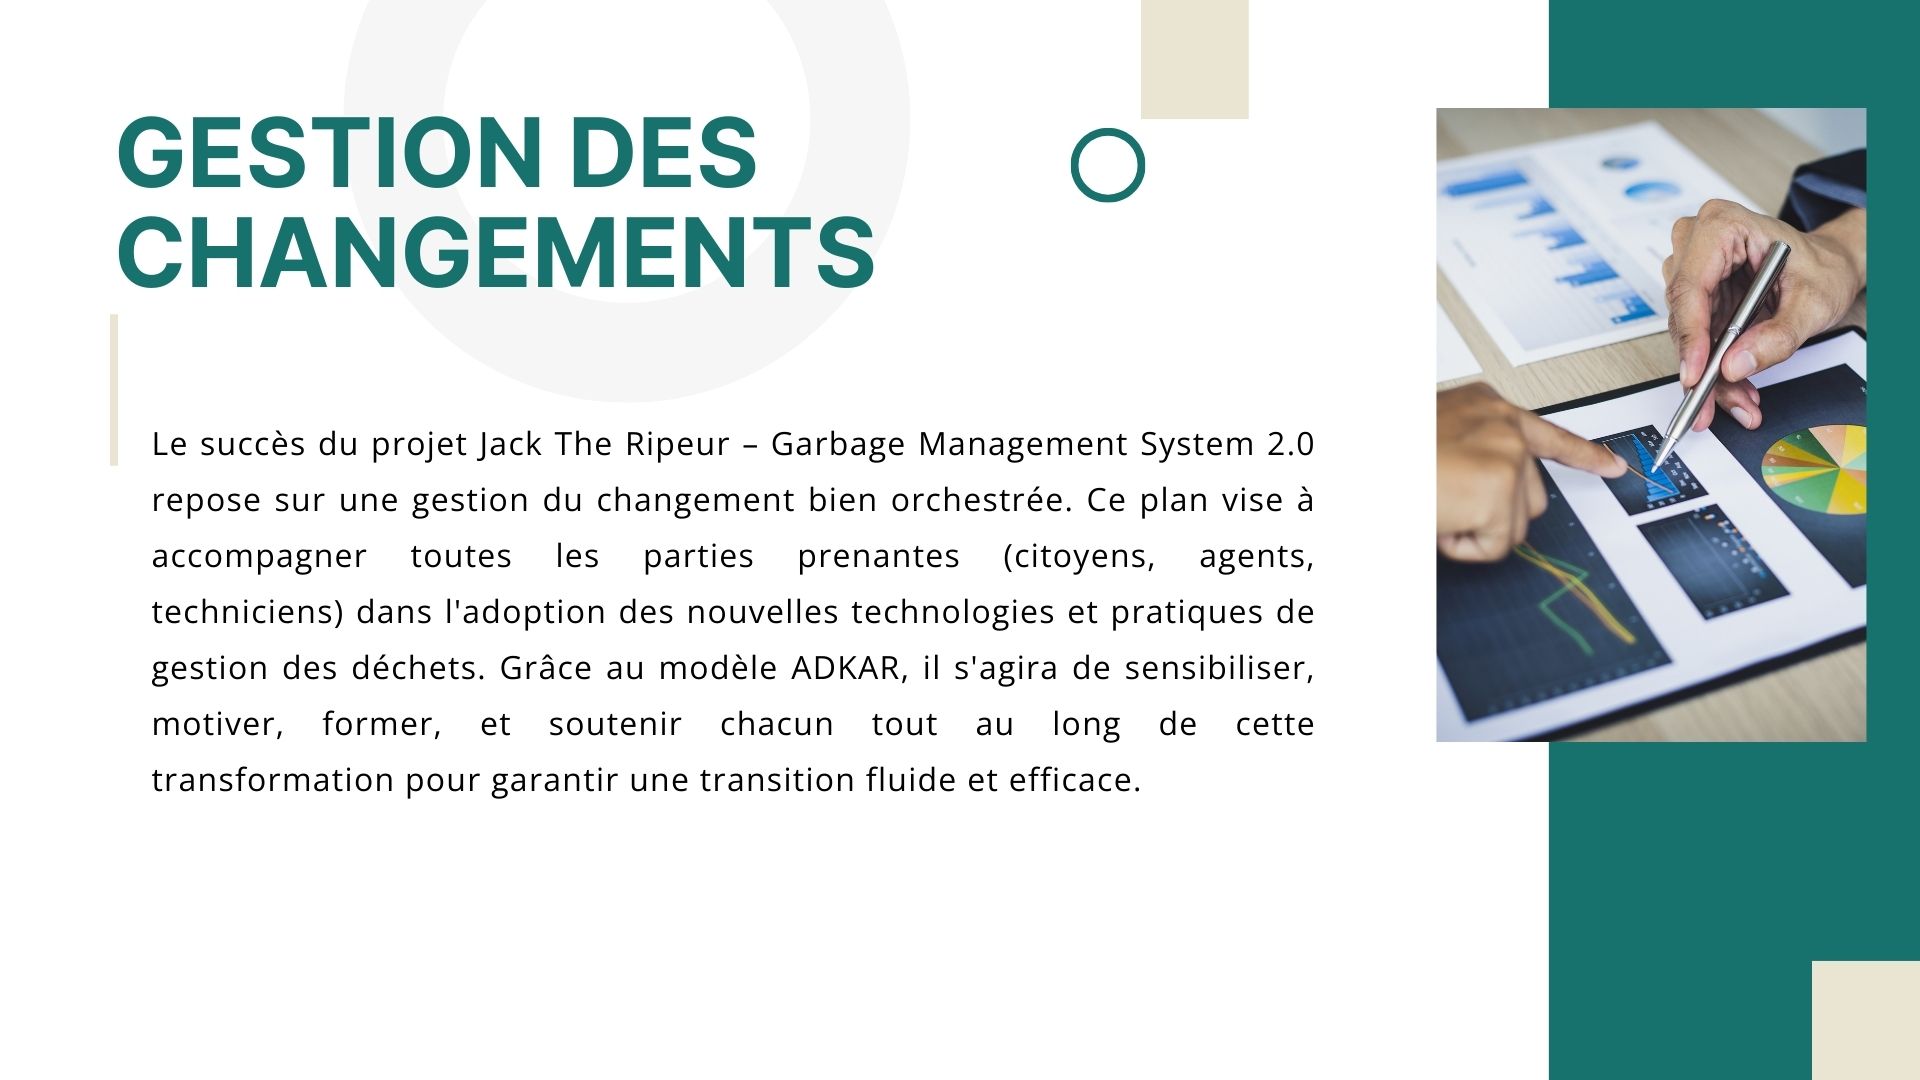 GESTION DES
CHANGEMENTS
Le succès du projet Jack The Ripeur – Garbage Management System 2.0
repose sur une gestion du changement bien orchestrée. Ce plan vise à
accompagner toutes les parties prenantes (citoyens, agents,
techniciens) dans l'adoption des nouvelles technologies et pratiques de
gestion des déchets. Grâce au modèle ADKAR, il s'agira de sensibiliser,
motiver, former, et soutenir chacun tout au long de cette
transformation pour garantir une transition fluide et efficace.